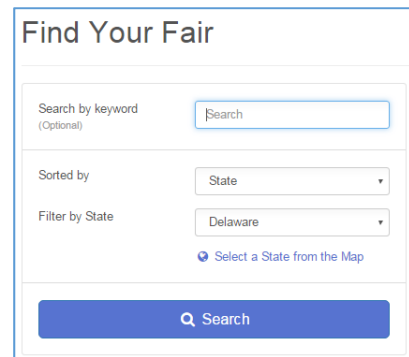 Find Your Fair
Search by keyword
(Optional)
Search
Sorted by
State
Filter by State
Delaware
Select a State from the Map
Search